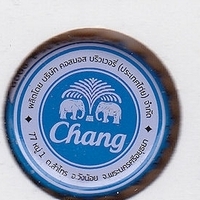 ผลิตโดย บริษัท คอสมอส บริวเวอรี่ (ประเทศไทย) จำกัด
Chang
77 หมู่ 1 ต.ลำไทร อ.วังน้อย จ.พระนครศรีอยุธยา